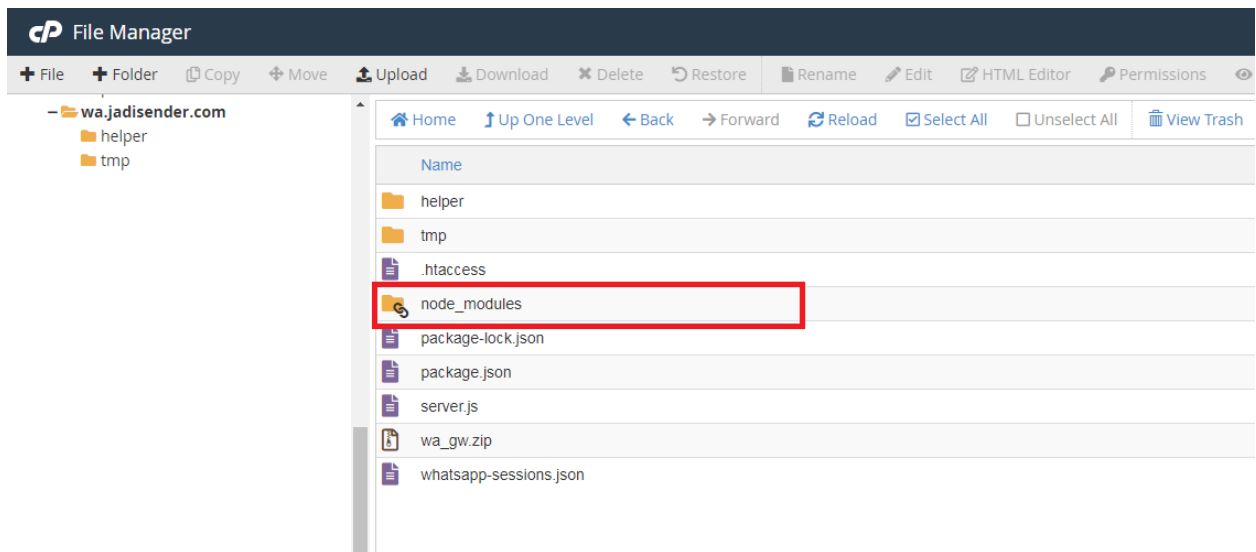 cP File Manager
File Folder Copy Move Upload Download Delete Restore Rename Edit HTML Editor Permissions
wa.jadisender.com
helper
tmp
Home Up One Level Back Forward Reload Select All Unselect All View Trash
Name
helper
tmp
.htaccess
node_modules
package-lock.json
package.json
server.js
wa_gw.zip
whatsapp-sessions.json